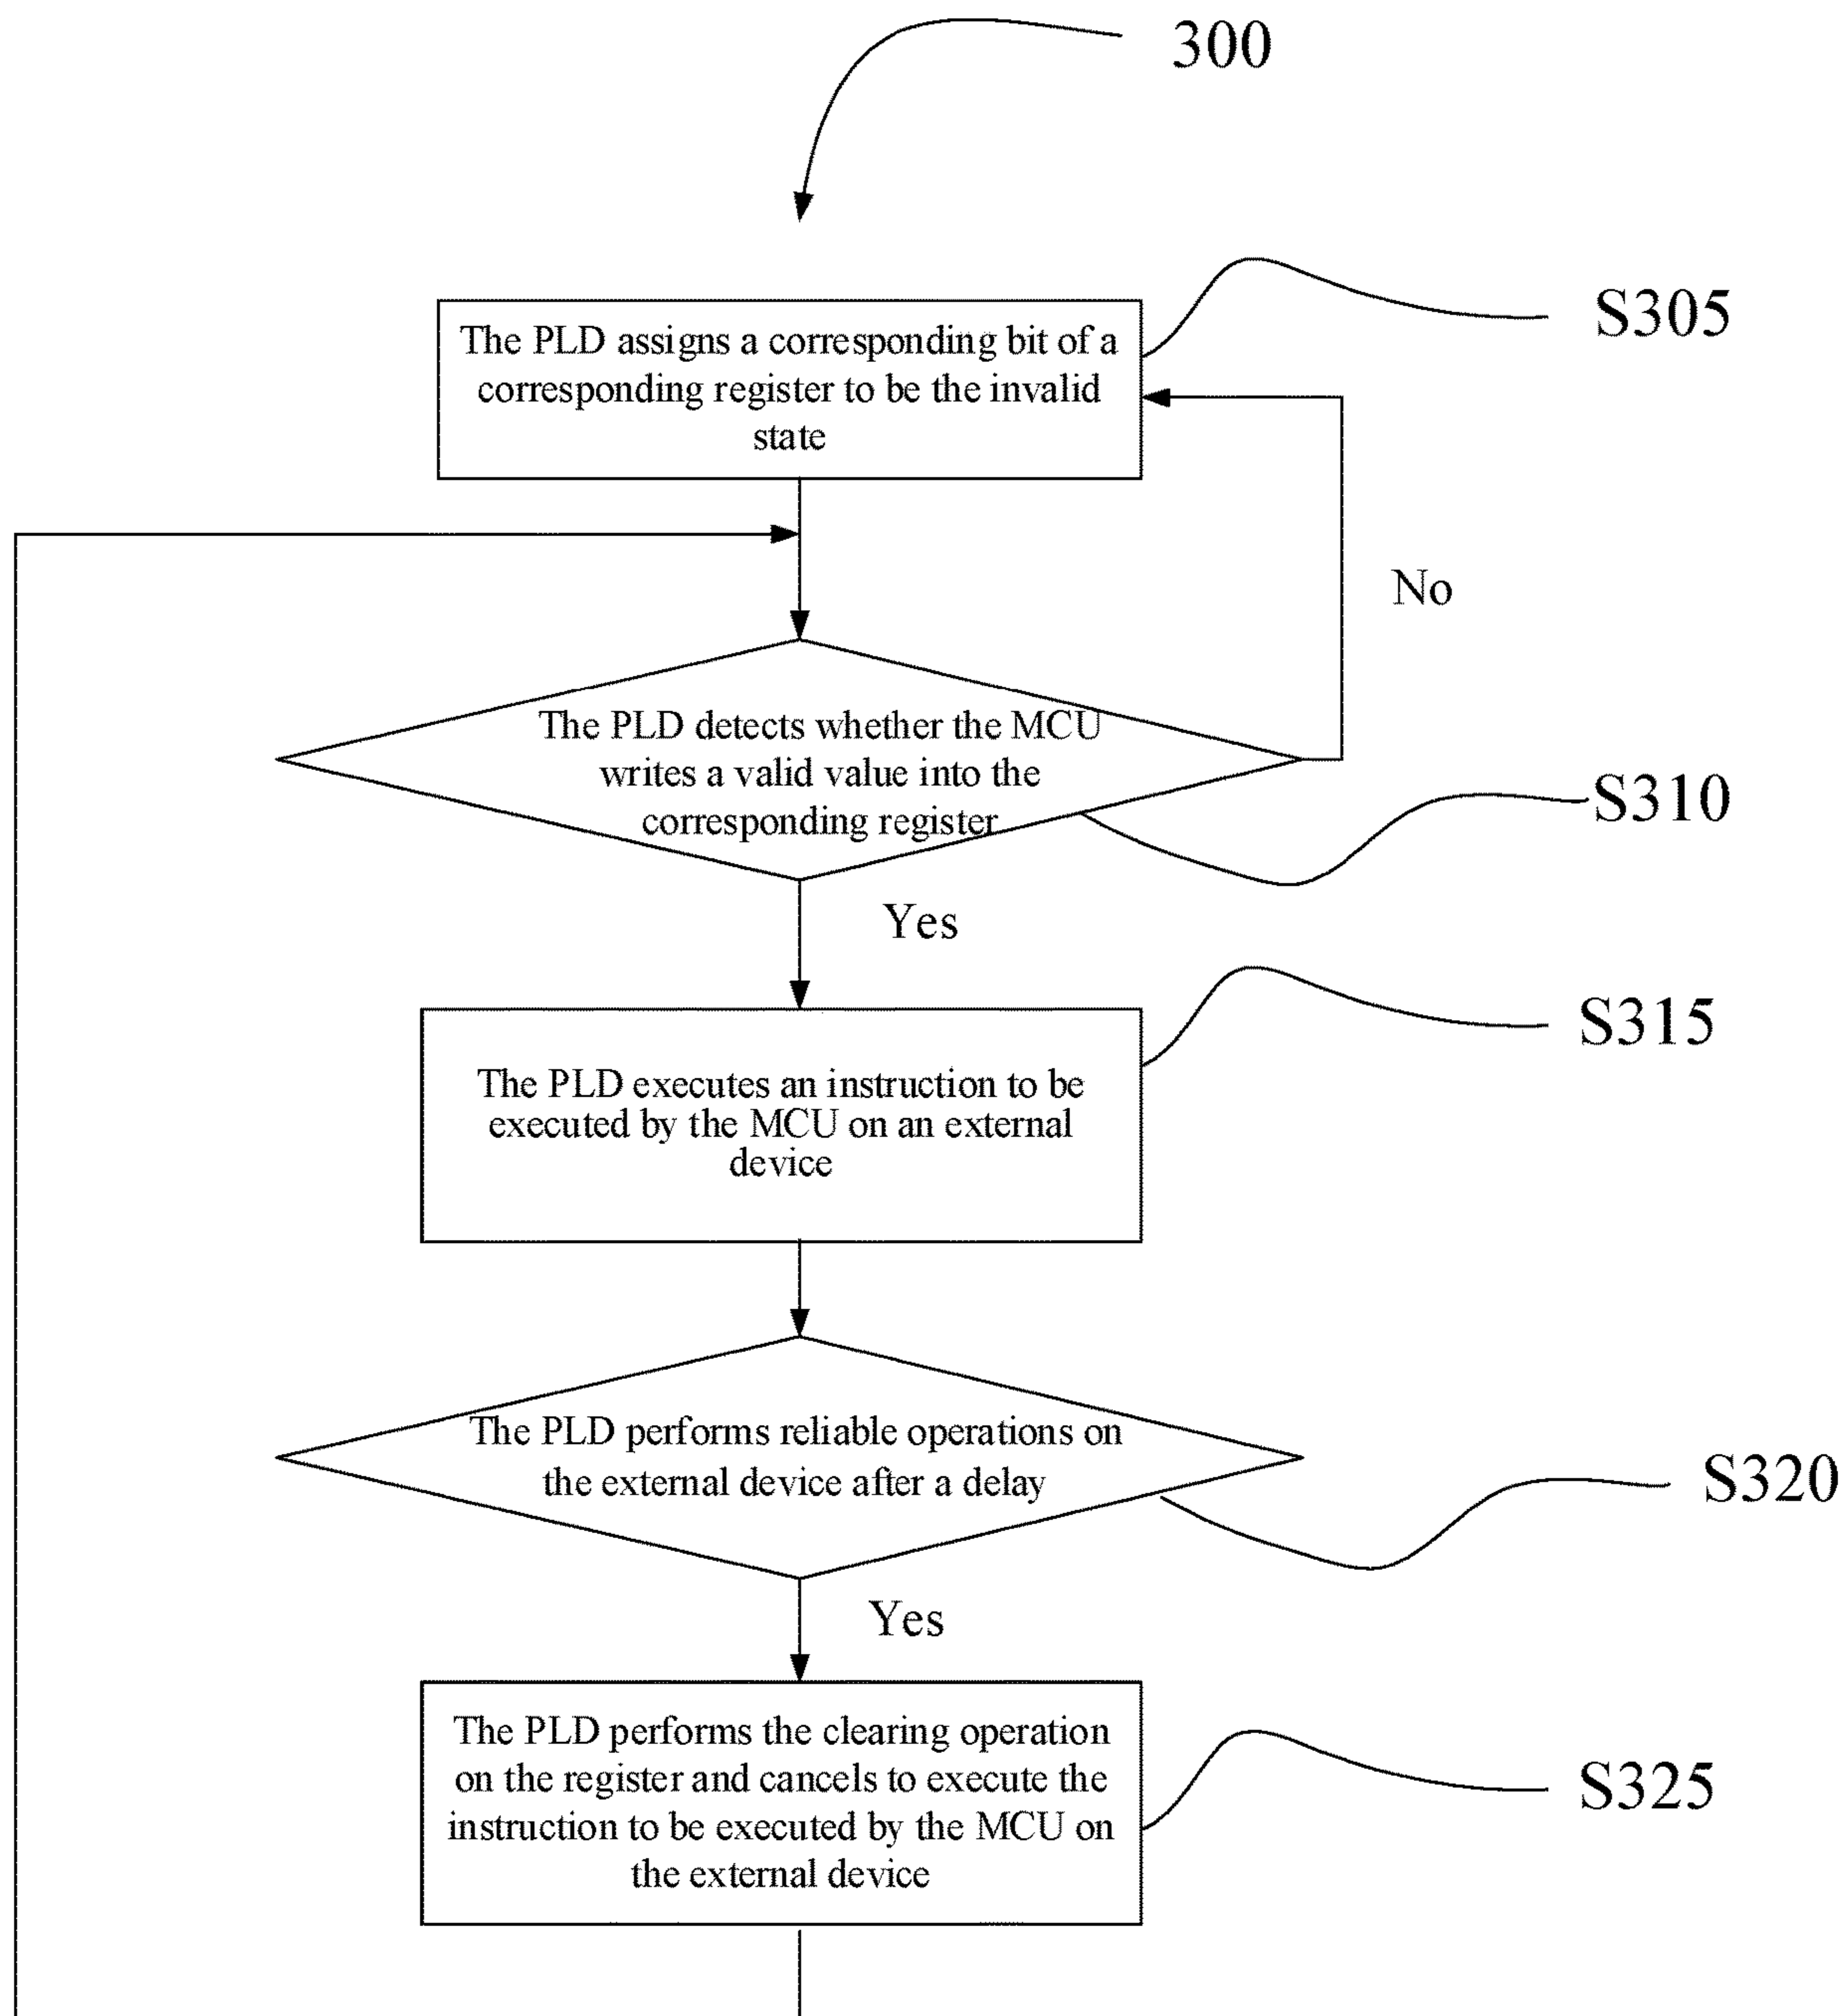 300
The PLD assigns a corresponding bit of a
corresponding register to be the invalid
state
S305
No
The PLD detects whether the MCU
writes a valid value into the
corresponding register
S310
Yes
The PLD executes an instruction to be
executed by the MCU on an external
device
S315
The PLD performs reliable operations on
the external device after a delay
S320
Yes
The PLD performs the clearing operation
on the register and cancels to execute the
instruction to be executed by the MCU on
the external device
S325